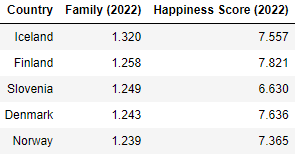 Country Family (2022) Happiness Score (2022)
Iceland 1.320 7.557
Finland 1.258 7.821
Slovenia 1.249 6.630
Denmark 1.243 7.636
Norway 1.239 7.365